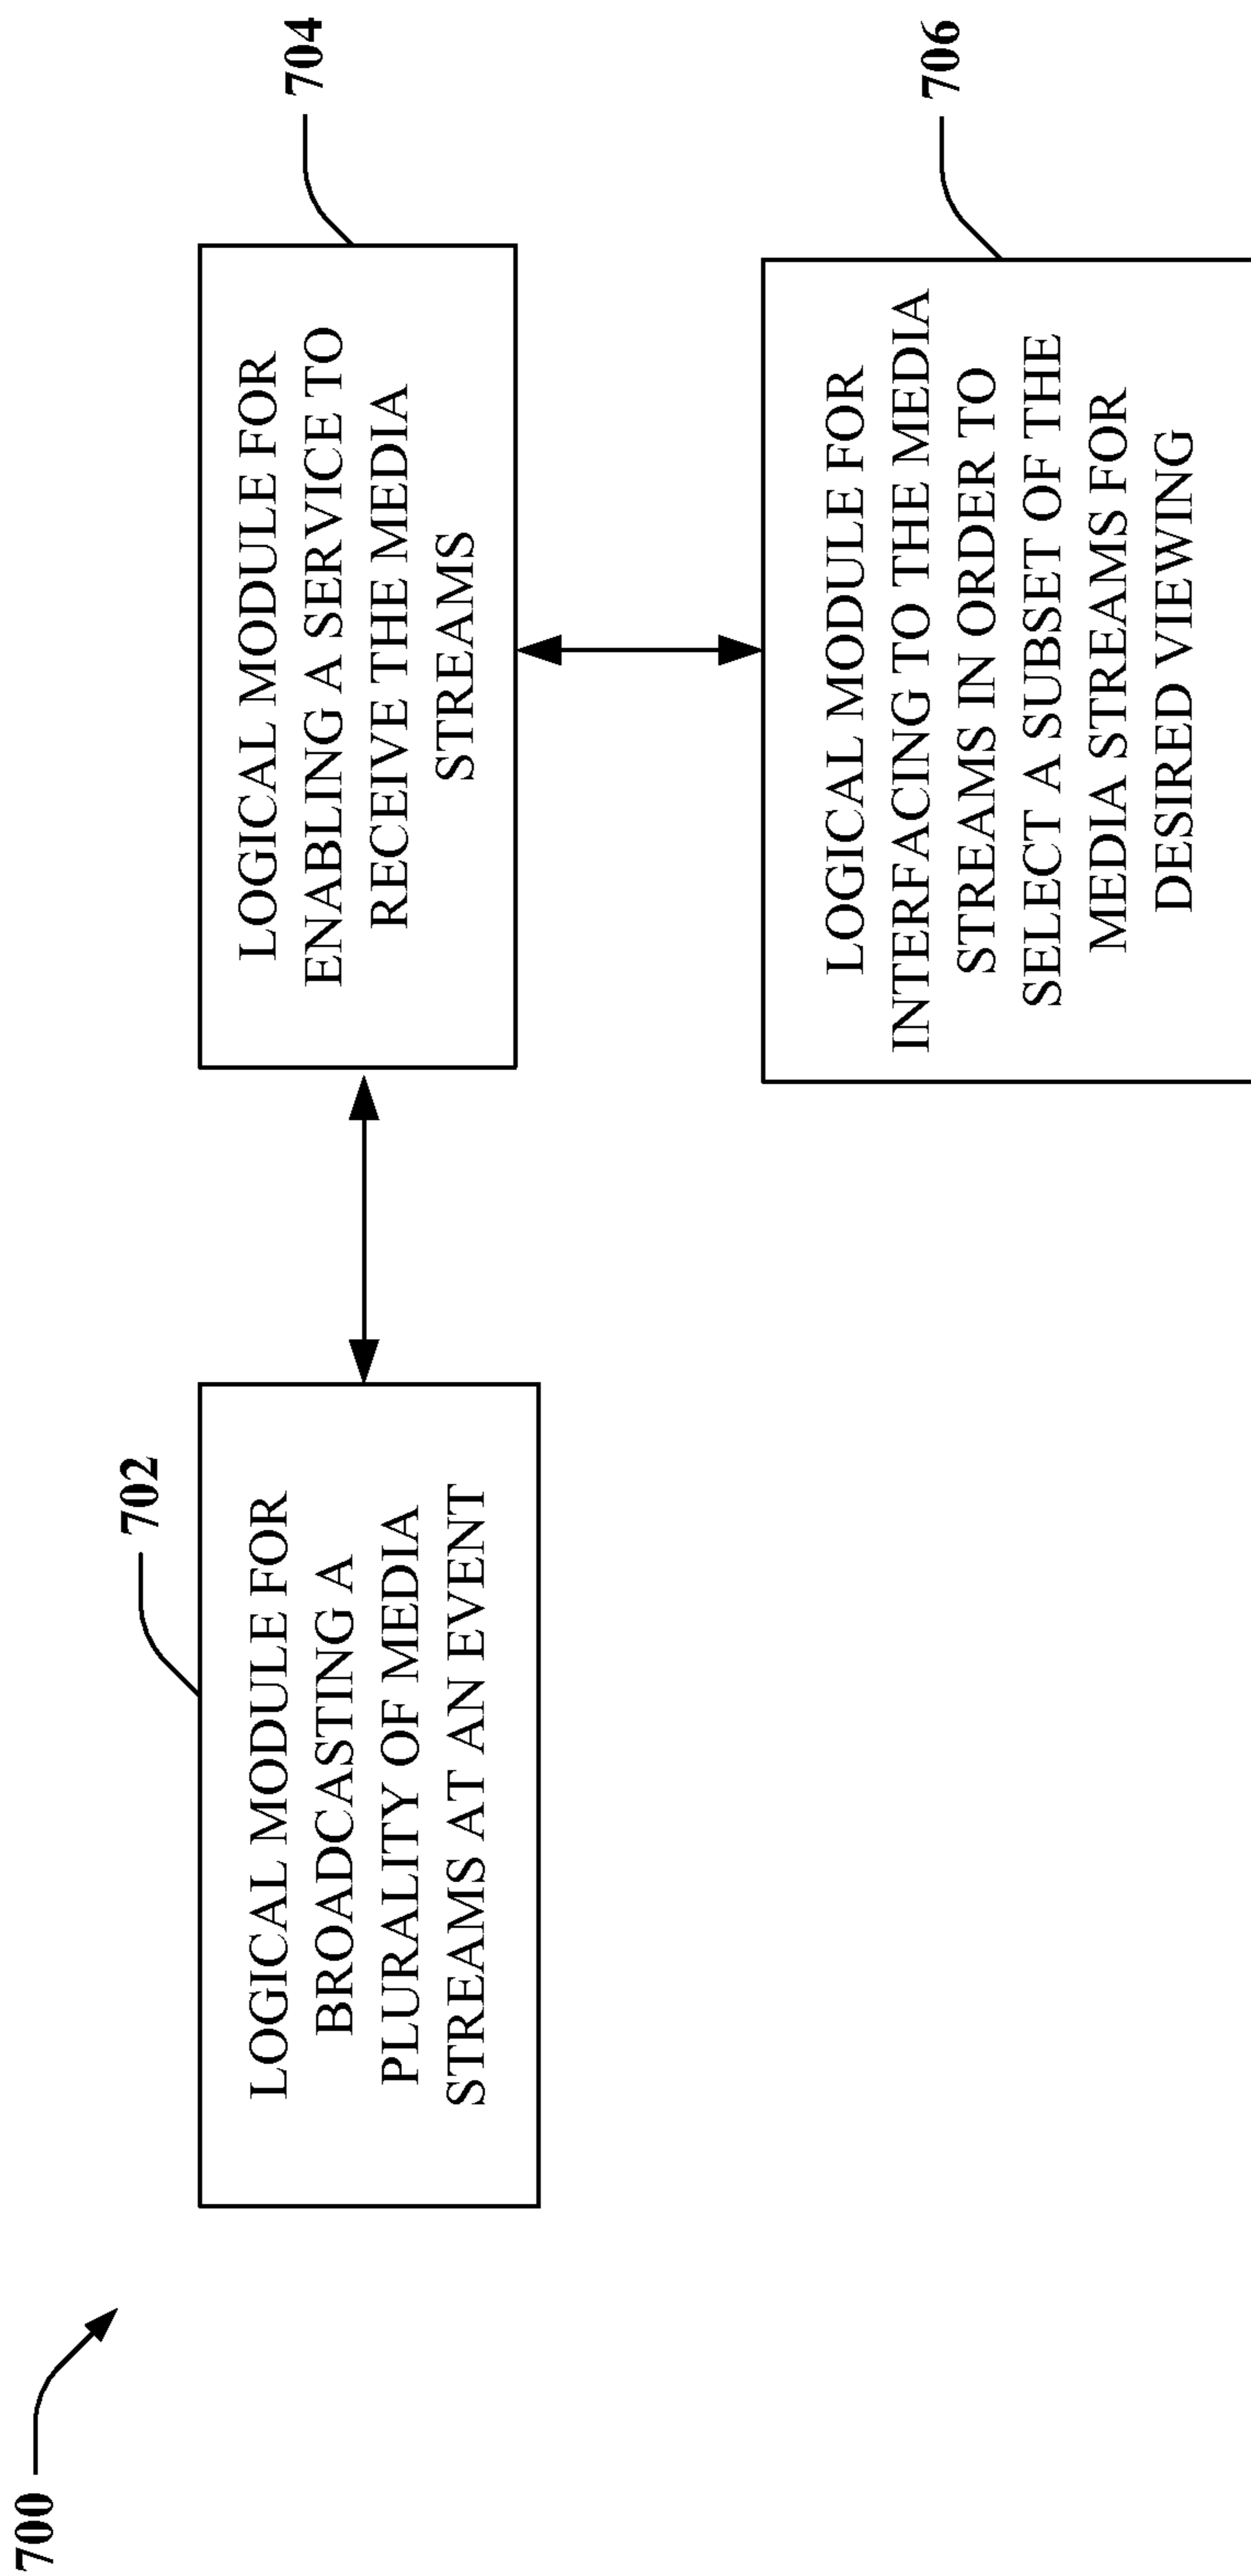 700
702
LOGICAL MODULE FOR
BROADCASTING A
PLURALITY OF MEDIA
STREAMS AT AN EVENT
704
LOGICAL MODULE FOR
ENABLING A SERVICE TO
RECEIVE THE MEDIA
STREAMS
706
LOGICAL MODULE FOR
INTERFACING TO THE MEDIA
STREAMS IN ORDER TO
SELECT A SUBSET OF THE
MEDIA STREAMS FOR
DESIRED VIEWING